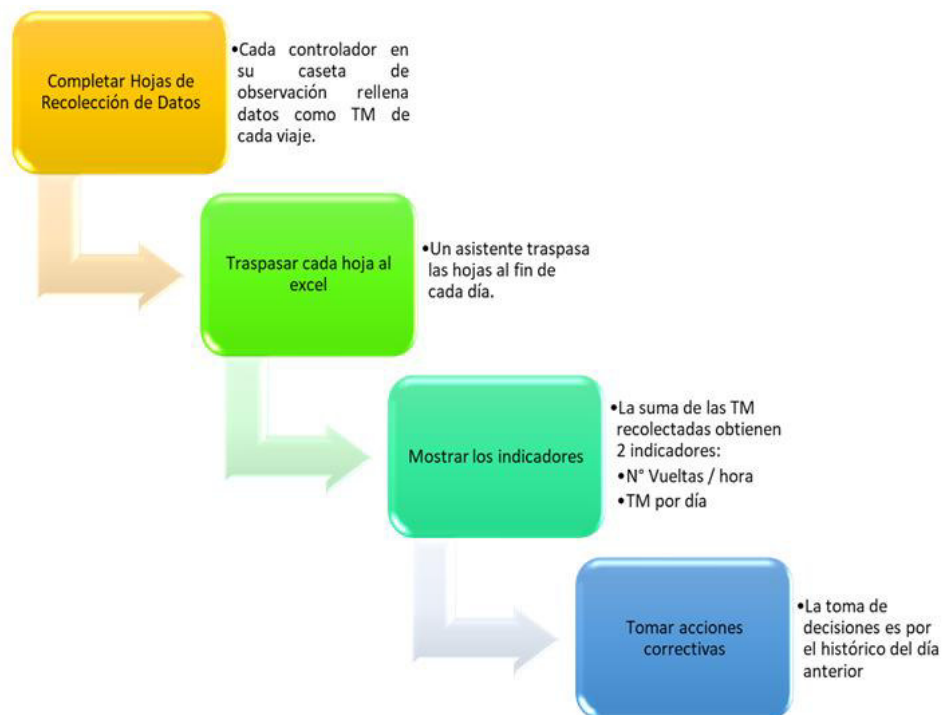 Completar Hojas de
Recolección de Datos
•Cada controlador en
su caseta de
observación rellena
datos como TM de
cada viaje.
Traspasar cada hoja al
excel
•Un asistente traspasa
las hojas al fin de
cada día.
Mostrar los indicadores
•La suma de las TM
recolectadas obtienen
2 indicadores:
•N° Vueltas / hora
•TM por día
Tomar acciones
correctivas
•La toma de
decisiones es por
el histórico del día
anterior